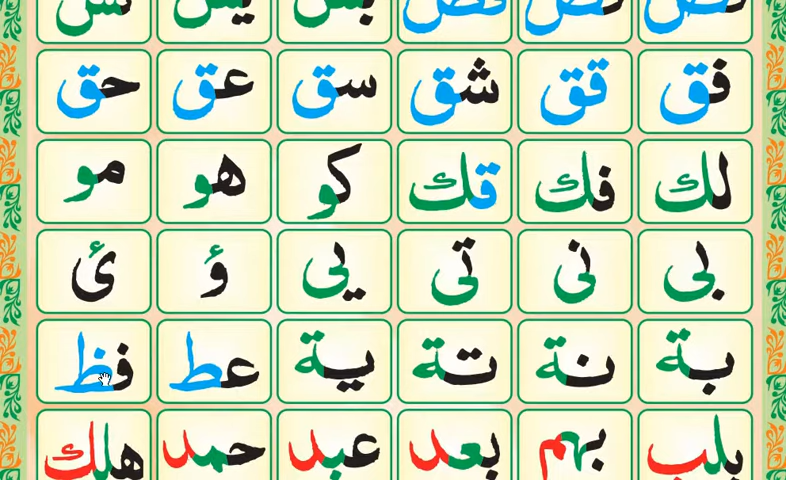 فق قق شق سق عق حق
لك فك قك كو هو مو
بى نى تى يى ؤ ئ
بة نة تة ية عط فظ
بلب بهم بعد عبد حمد هلك